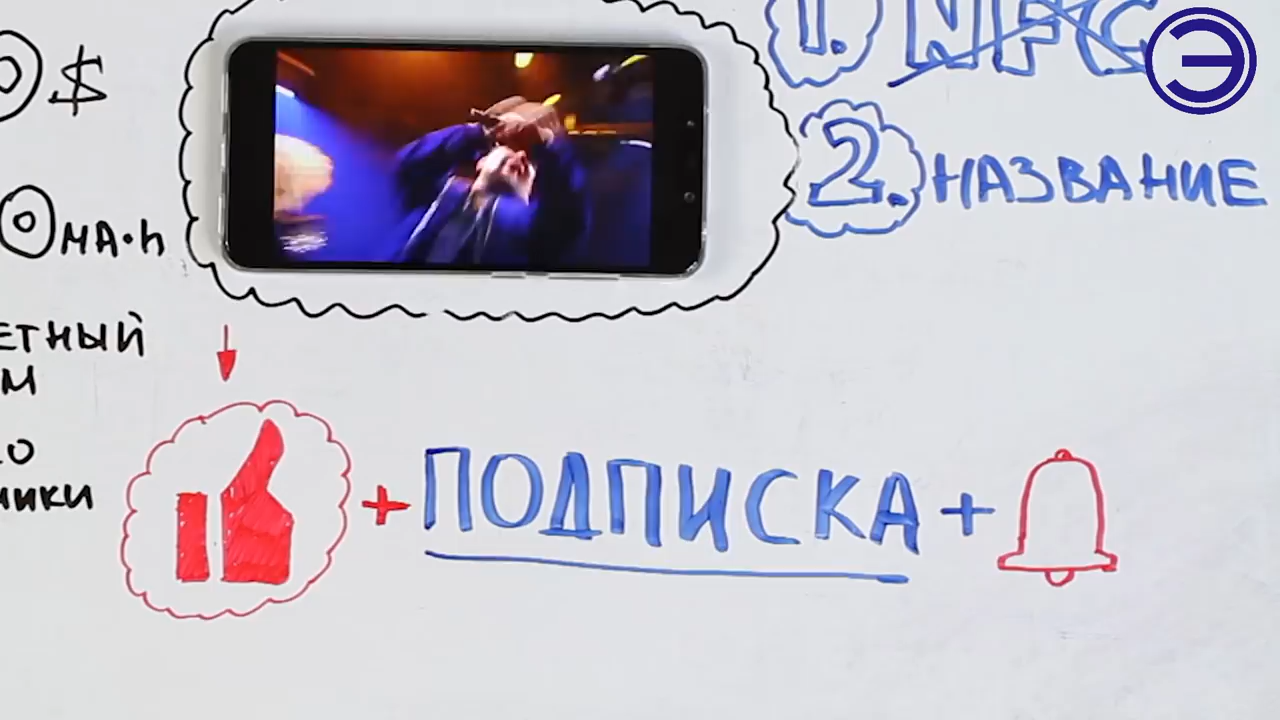 $
1. NFC
Э
2. НАЗВАНИЕ
МА·h
ЕТНЫЙ
М
О
НИКИ
+ ПОДПИСКА +